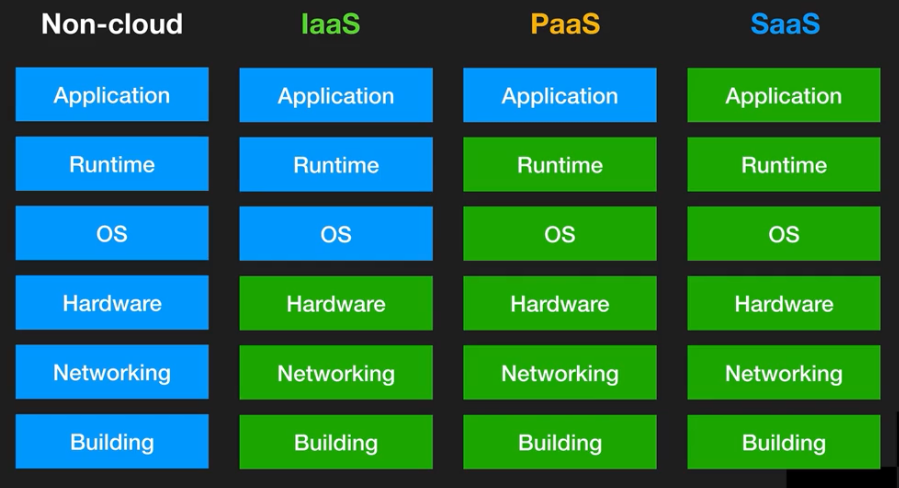 Non-cloud IaaS PaaS SaaS
Application Application Application Application
Runtime Runtime Runtime Runtime
OS OS OS OS
Hardware Hardware Hardware Hardware
Networking Networking Networking Networking
Building Building Building Building